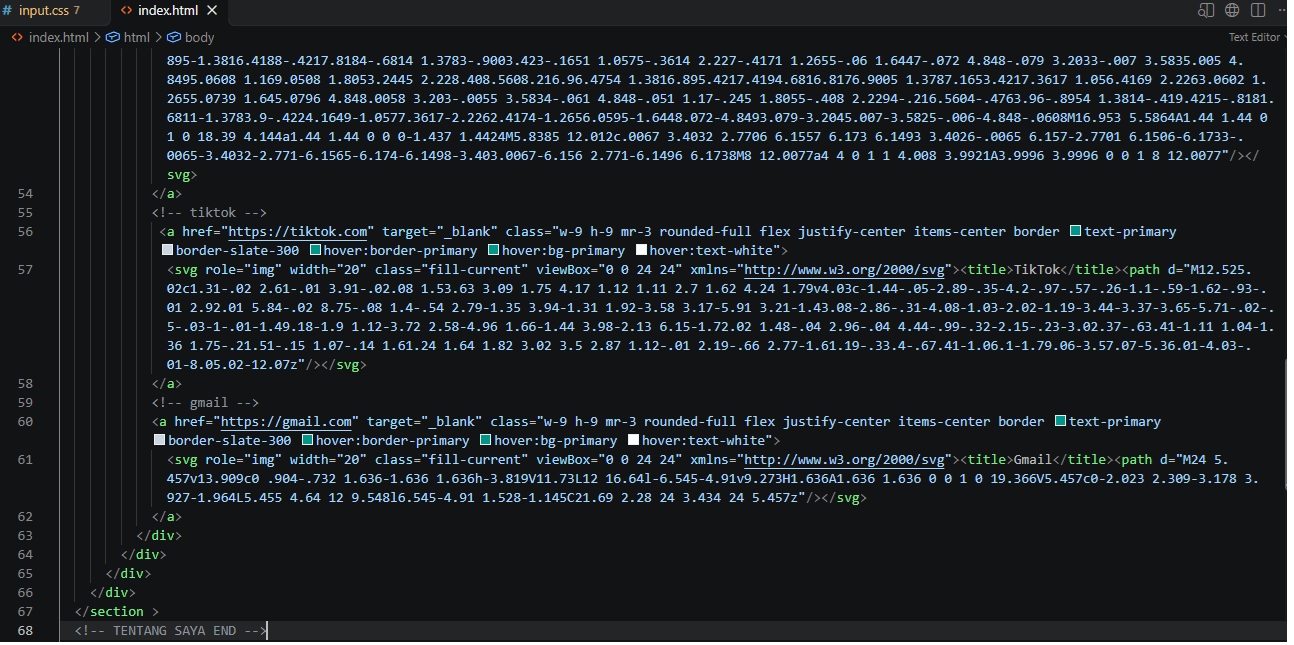 input.css 7 index.html
index.html > html > body Text Editor
895-1.3816.4188-.4217.8184-.6814 1.3783-.9003.423-.1651 1.0575-.3614 2.227-.4171 1.2655-.06 1.6447-.072 4.848-.079 3.2033-.007 3.5835.005 4.
8495.0608 1.169.0508 1.8053.2445 2.228.408.5608.216.96.4754 1.3816.895.4217.4194.6816.8176.9005 1.3787.1653.4217.3617 1.056.4169 2.2263.0602 1.
2655.0739 1.645.0796 4.848.0058 3.203-.0055 3.5834-.061 4.848-.051 1.17-.245 1.8055-.408 2.2294-.216.5604-.4763.96-.8954 1.3814-.419.4215-.8181.
6811-1.3783.9-.4224.1649-1.0577.3617-2.2262.4174-1.2656.0595-1.6448.072-4.8493.079-3.2045.007-3.5825-.006-4.848-.0608M16.953 5.5864A1.44 1.44 0
1 0 18.39 4.144a1.44 1.44 0 0 0-1.437 1.4424M5.8385 12.012c.0067 3.4032 2.7706 6.1557 6.173 6.1493 3.4026-.0065 6.157-2.7701 6.1506-6.1733-.
0065-3.4032-2.771-6.1565-6.174-6.1498-3.403.0067-6.156 2.771-6.1496 6.1738M8 12.0077a4 4 0 1 1 4.008 3.9921A3.9996 3.9996 0 0 1 8 12.0077"/></
svg>
54 </a>
55 <!-- tiktok -->
56 <a href="https://tiktok.com" target="_blank" class="w-9 h-9 mr-3 rounded-full flex justify-center items-center border text-primary
border-slate-300 hover:border-primary hover:bg-primary hover:text-white">
57 <svg role="img" width="20" class="fill-current" viewBox="0 0 24 24" xmlns="http://www.w3.org/2000/svg"><title>TikTok</title><path d="M12.525.
02c1.31-.02 2.61-.01 3.91-.02.08 1.53.63 3.09 1.75 4.17 1.12 1.11 2.7 1.62 4.24 1.79v4.03c-1.44-.05-2.89-.35-4.2-.97-.57-.26-1.1-.59-1.62-.93-.
01 2.92.01 5.84-.02 8.75-.08 1.4-.54 2.79-1.35 3.94-1.31 1.92-3.58 3.17-5.91 3.21-1.43.08-2.86-.31-4.08-1.03-2.02-1.19-3.44-3.37-3.65-5.71-.02-.
5-.03-1-.01-1.49.18-1.9 1.12-3.72 2.58-4.96 1.66-1.44 3.98-2.13 6.15-1.72.02 1.48-.04 2.96-.04 4.44-.99-.32-2.15-.23-3.02.37-.63.41-1.11 1.04-1.
36 1.75-.21.51-.15 1.07-.14 1.61.24 1.64 1.82 3.02 3.5 2.87 1.12-.01 2.19-.66 2.77-1.61.19-.33.4-.67.41-1.06.1-1.79.06-3.57.07-5.36.01-4.03-.
01-8.05.02-12.07z"/></svg>
58 </a>
59 <!-- gmail -->
60 <a href="https://gmail.com" target="_blank" class="w-9 h-9 mr-3 rounded-full flex justify-center items-center border text-primary
border-slate-300 hover:border-primary hover:bg-primary hover:text-white">
61 <svg role="img" width="20" class="fill-current" viewBox="0 0 24 24" xmlns="http://www.w3.org/2000/svg"><title>Gmail</title><path d="M24 5.
457v13.909c0 .904-.732 1.636-1.636 1.636h-3.819V11.73L12 16.64l-6.545-4.91v9.273H1.636A1.636 1.636 0 0 1 0 19.366V5.457c0-2.023 2.309-3.178 3.
927-1.964L5.455 4.64 12 9.548l6.545-4.91 1.528-1.145C21.69 2.28 24 3.434 24 5.457z"/></svg>
62 </a>
63 </div>
64 </div>
65 </div>
66 </div>
67 </section >
68 <!-- TENTANG SAYA END -->